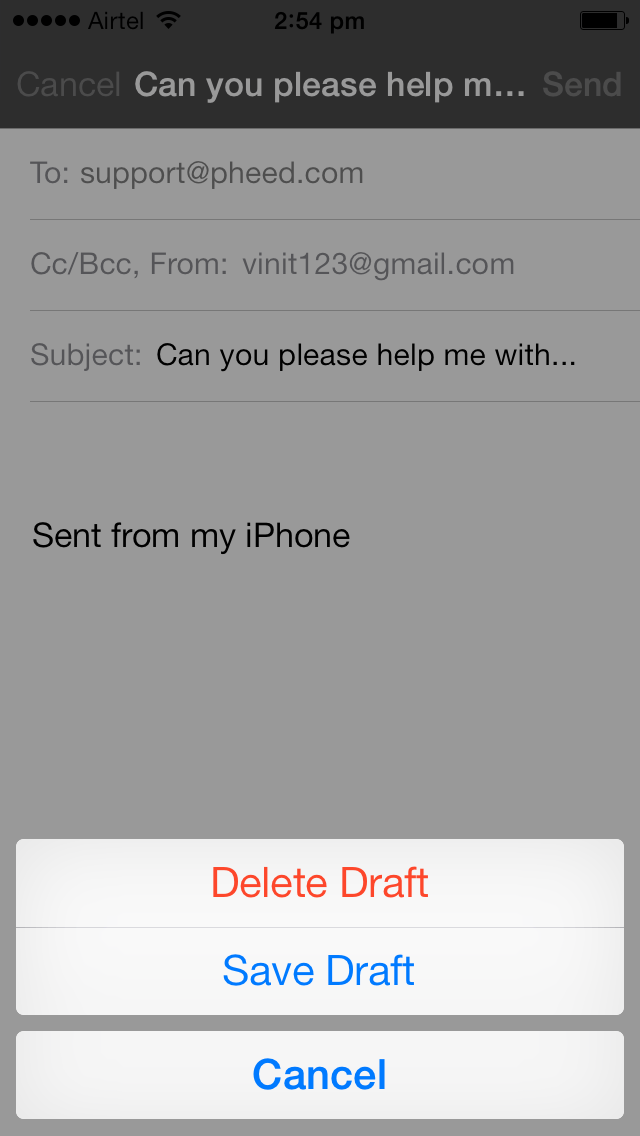 Airtel 2:54 pm
Cancel Can you please help m... Send
To: support@pheed.com
Cc/Bcc, From: vinit123@gmail.com
Subject: Can you please help me with...
Sent from my iPhone
Delete Draft
Save Draft
Cancel